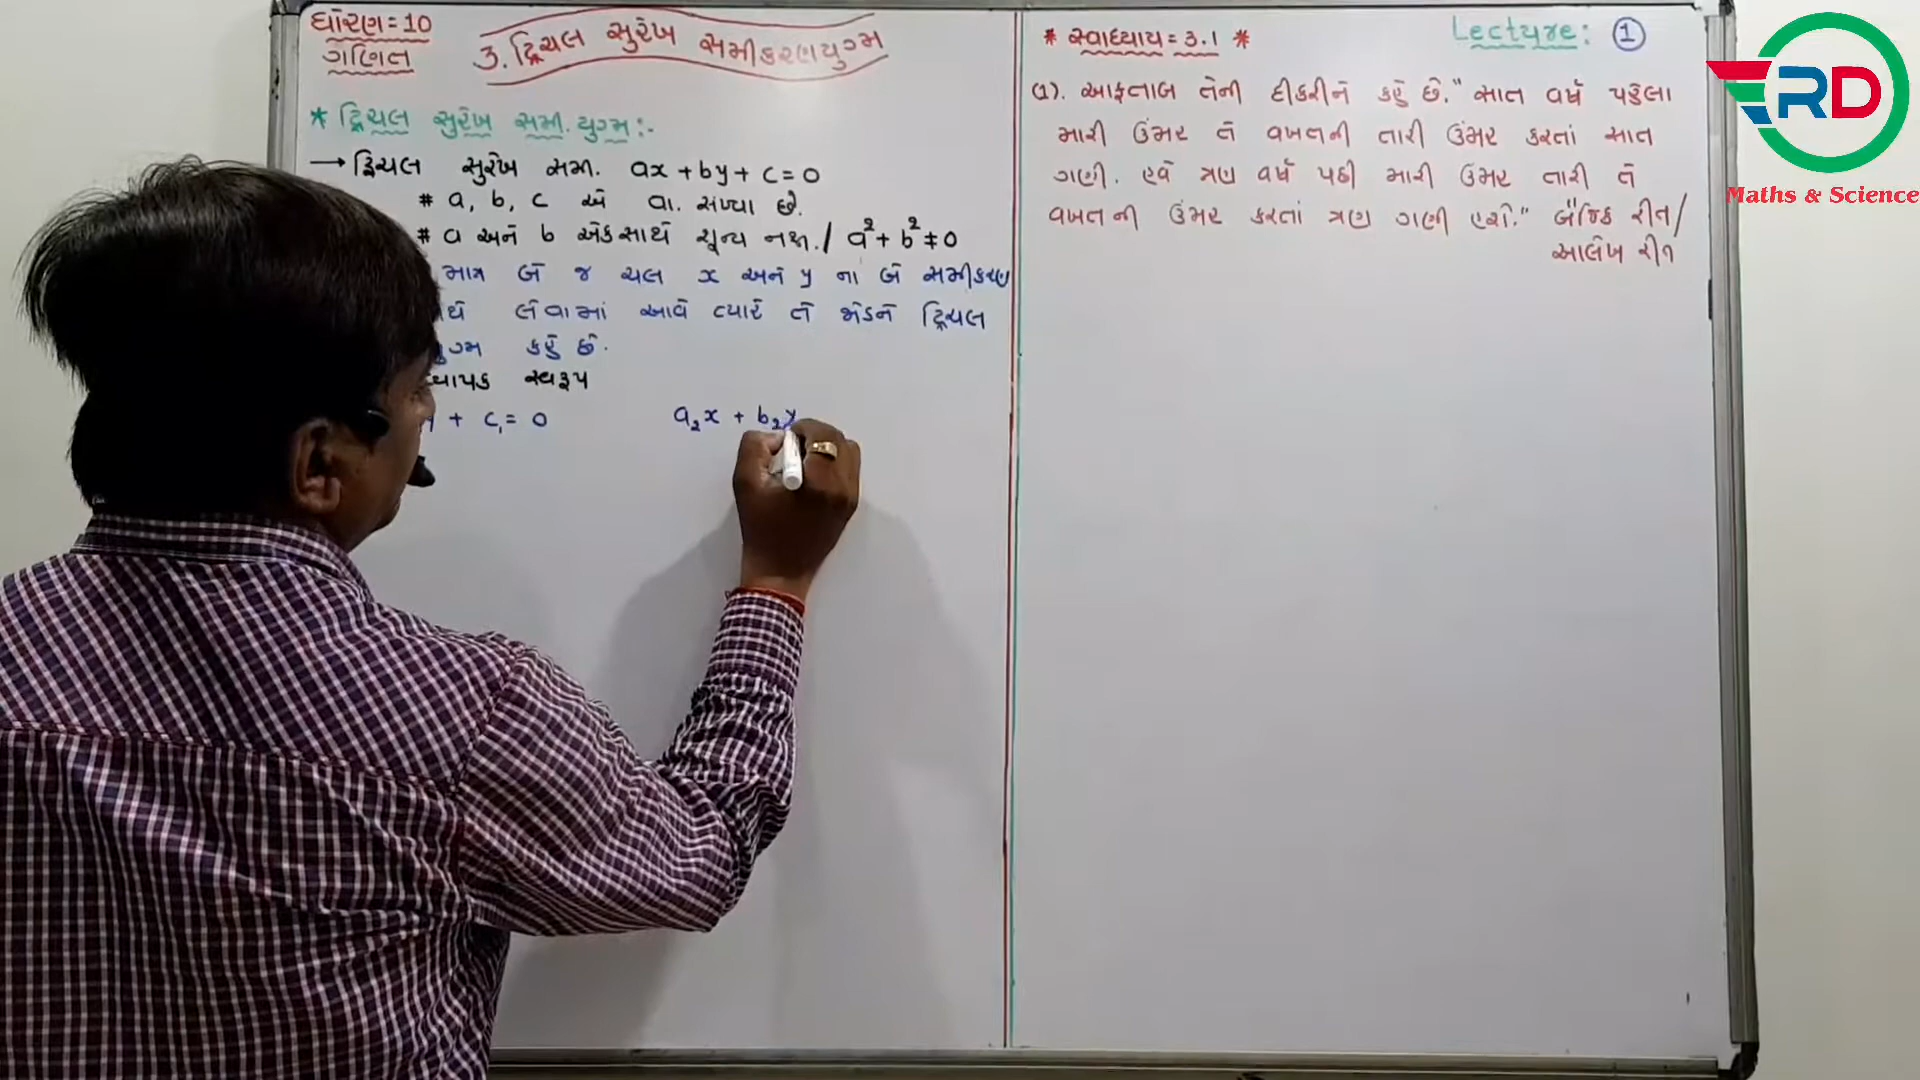 ધોરણ = 10
ગણિત
3. દ્વિચલ સુરેખ સમીકરણયુગ્મ
* દ્વિચલ સુરેખ સમી. યુગ્મ :-
→ દ્વિચલ સુરેખ સમી. ax + by + c = 0
# a, b, c એ વા. સંખ્યા છે.
# a અને b એકસાથે શૂન્ય નથી. / a² + b² ≠ 0
માત્ર બે જ ચલ x અને y ના બે સમીકરણ
લેવામાં આવે ત્યારે તે જોડને દ્વિચલ
યુગ્મ કહે છે.
વ્યાપક સ્વરૂપ
+ c₁ = 0 a₂x + b₂y
* સ્વાધ્યાય = 3.1 *
Lecture: 1
(1). આફતાબ તેની દીકરીને કહે છે." સાત વર્ષ પહેલા
મારી ઉંમર તે વખતની તારી ઉંમર કરતાં સાત
ગણી. હવે ત્રણ વર્ષ પછી મારી ઉંમર તારી તે
વખતની ઉંમર કરતાં ત્રણ ગણી હશે." બૈજિક રીત/
આલેખ રીત
RD
Maths & Science